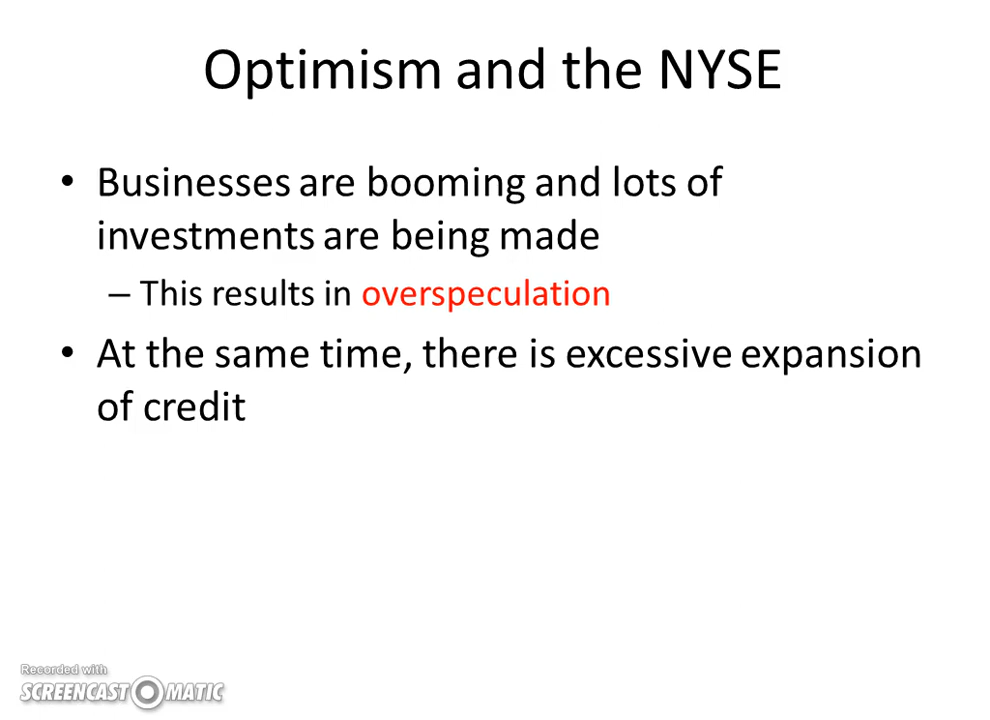 Optimism and the NYSE
• Businesses are booming and lots of
investments are being made
– This results in overspeculation
• At the same time, there is excessive expansion
of credit
Recorded with
SCREENCAST MATIC